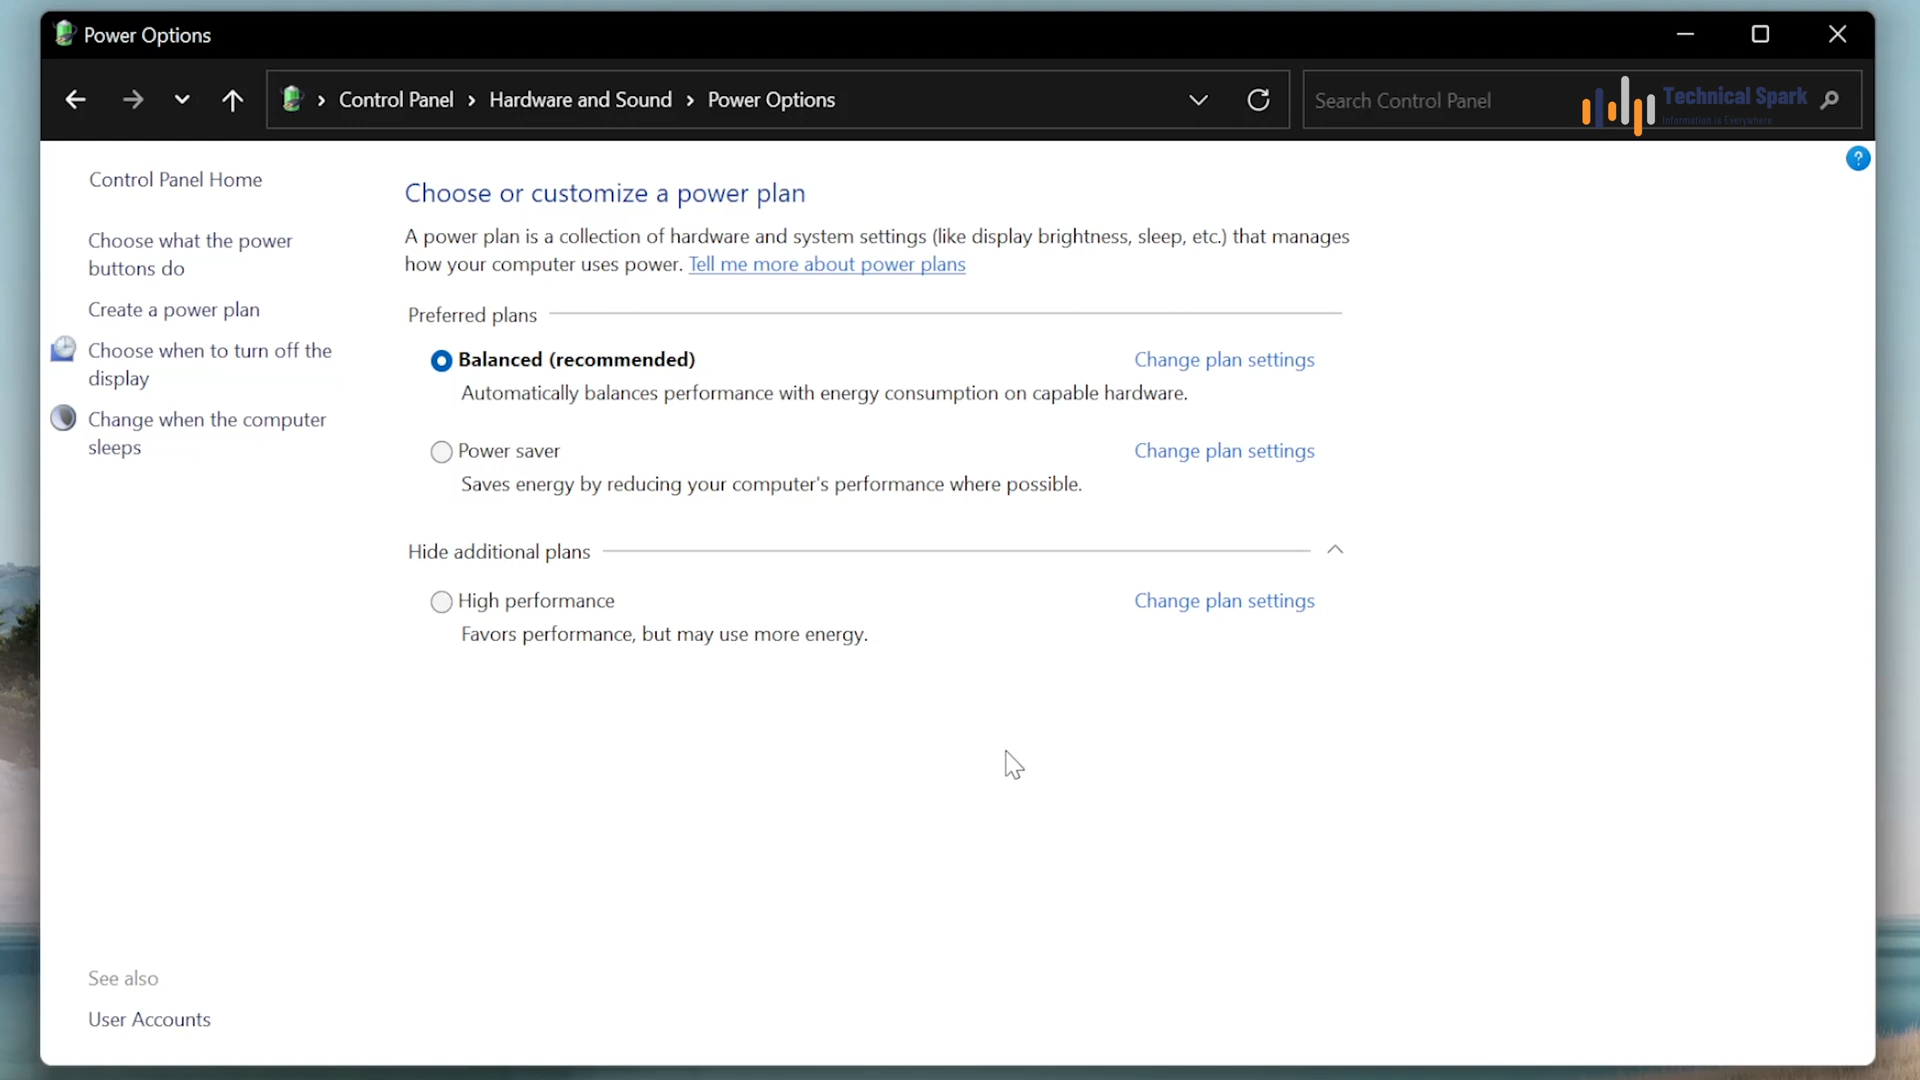 Power Options
Control Panel > Hardware and Sound > Power Options
Search Control Panel
Technical Spark
Information is Everywhere
?
Control Panel Home
Choose what the power
buttons do
Create a power plan
Choose when to turn off the
display
Change when the computer
sleeps
Choose or customize a power plan
A power plan is a collection of hardware and system settings (like display brightness, sleep, etc.) that manages
how your computer uses power. Tell me more about power plans
Preferred plans
Balanced (recommended) Change plan settings
Automatically balances performance with energy consumption on capable hardware.
Power saver Change plan settings
Saves energy by reducing your computer's performance where possible.
Hide additional plans
High performance Change plan settings
Favors performance, but may use more energy.
See also
User Accounts